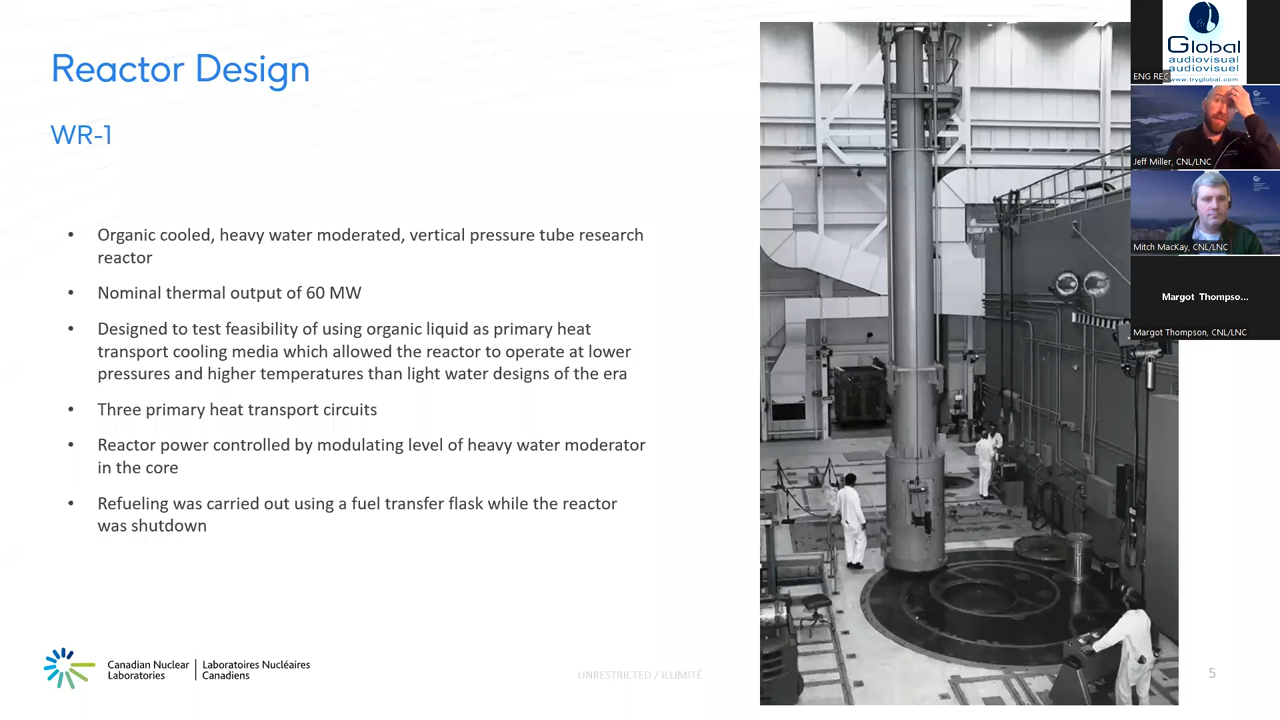 Reactor Design
WR-1
• Organic cooled, heavy water moderated, vertical pressure tube research
reactor
• Nominal thermal output of 60 MW
• Designed to test feasibility of using organic liquid as primary heat
transport cooling media which allowed the reactor to operate at lower
pressures and higher temperatures than light water designs of the era
• Three primary heat transport circuits
• Reactor power controlled by modulating level of heavy water moderator
in the core
• Refueling was carried out using a fuel transfer flask while the reactor
was shutdown
Canadian Nuclear
Laboratories
Laboratoires Nucléaires
Canadiens
UNRESTRICTED / ILLIMITÉ
5
Global
audiovisual
audiovisuel
www.tryglobal.com
ENG REC
Jeff Miller, CNL/LNC
Mitch MacKay, CNL/LNC
Margot Thompso...
Margot Thompson, CNL/LNC